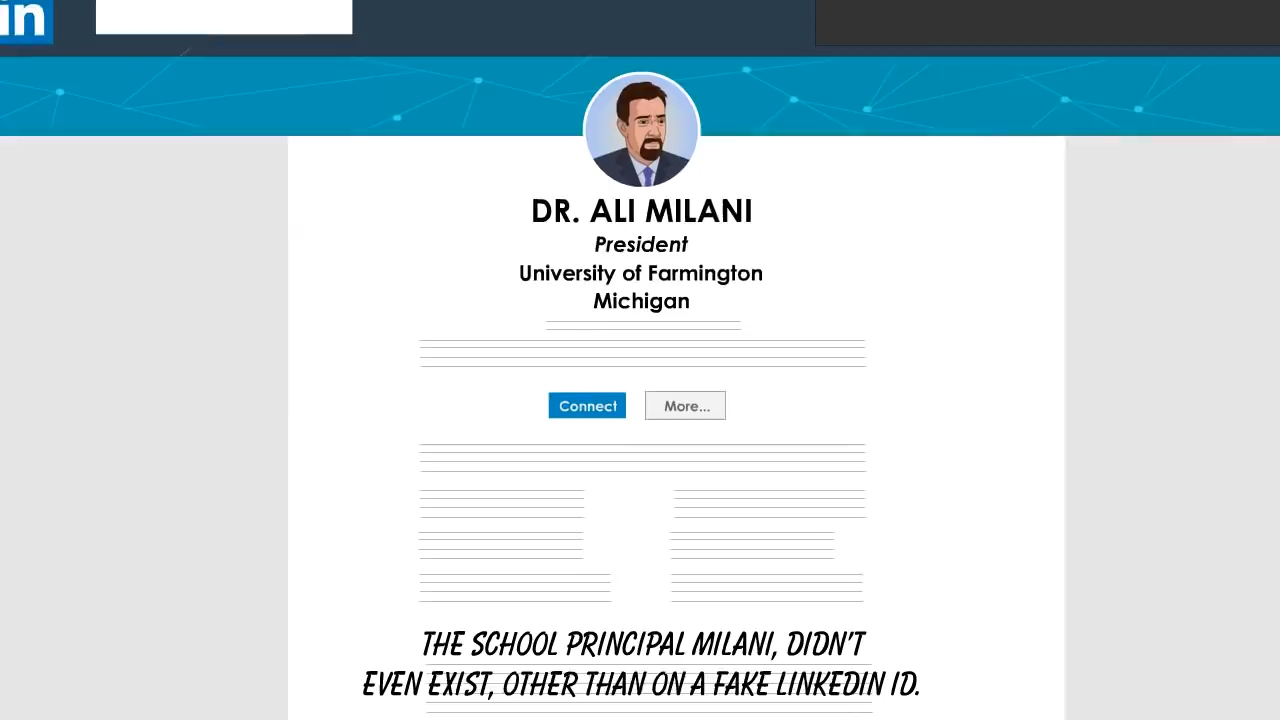 in
DR. ALI MILANI
President
University of Farmington
Michigan
Connect
More...
THE SCHOOL PRINCIPAL MILANI, DIDN'T
EVEN EXIST, OTHER THAN ON A FAKE LINKEDIN ID.